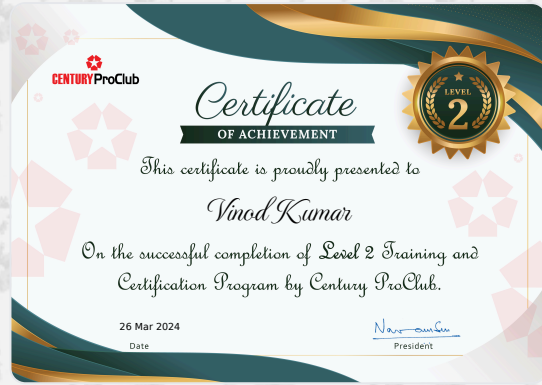 CENTURY ProClub
Certificate
OF ACHIEVEMENT
LEVEL
2
This certificate is proudly presented to
Vinod Kumar
On the successful completion of Level 2 Training and
Certification Program by Century ProClub.
26 Mar 2024
Date
President